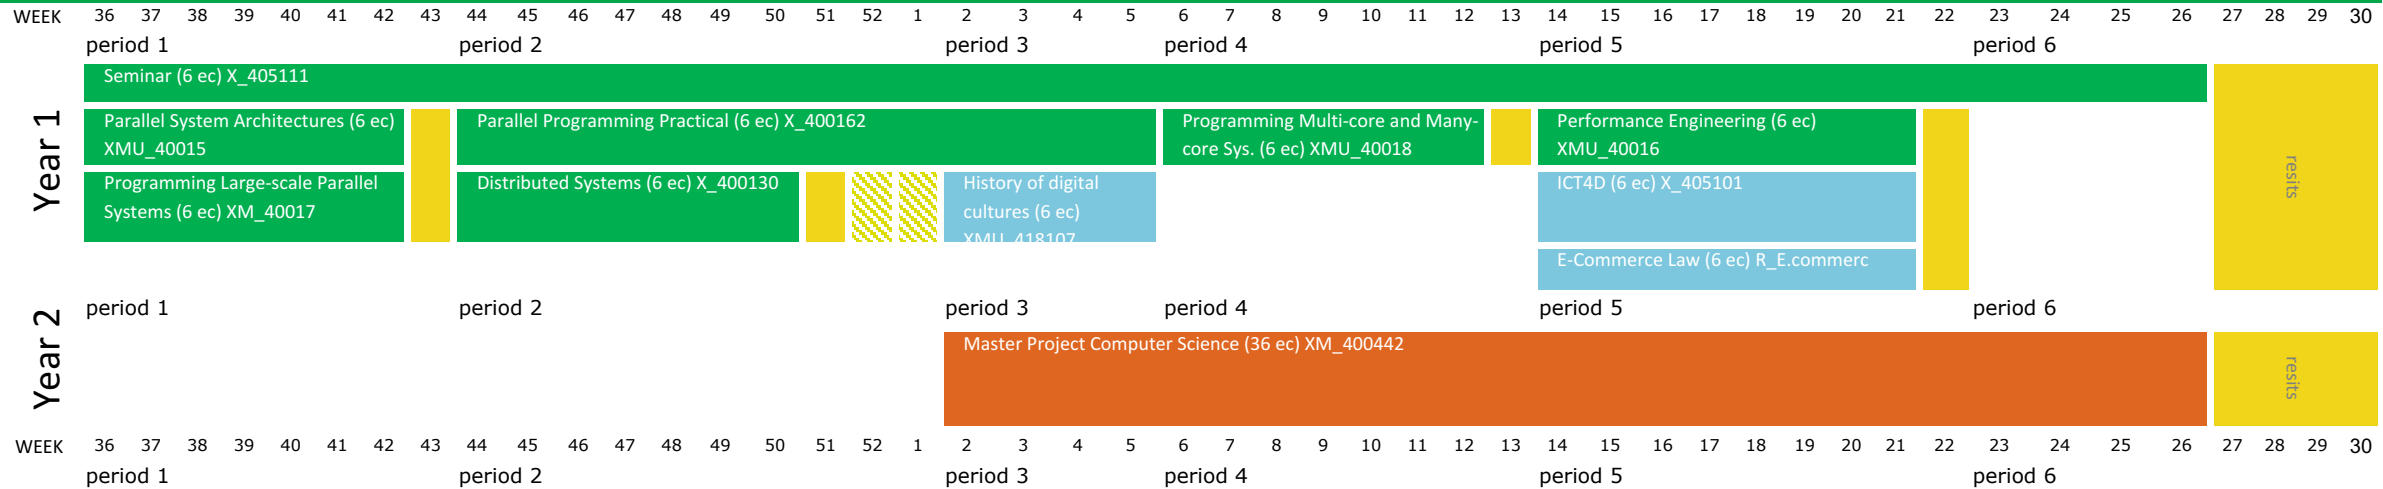 WEEK 36 37 38 39 40 41 42 43 44 45 46 47 48 49 50 51 52 1 2 3 4 5 6 7 8 9 10 11 12 13 14 15 16 17 18 19 20 21 22 23 24 25 26 27 28 29 30
period 1 period 2 period 3 period 4 period 5 period 6
Year 1
Seminar (6 ec) X_405111
Parallel System Architectures (6 ec)
XMU_40015
Parallel Programming Practical (6 ec) X_400162
Programming Multi-core and Many-
core Sys. (6 ec) XMU_40018
Performance Engineering (6 ec)
XMU_40016
Programming Large-scale Parallel
Systems (6 ec) XM_40017
Distributed Systems (6 ec) X_400130
History of digital
cultures (6 ec)
XMU_418107
ICT4D (6 ec) X_405101
E-Commerce Law (6 ec) R_E.commerc
resits
period 1 period 2 period 3 period 4 period 5 period 6
Year 2
Master Project Computer Science (36 ec) XM_400442
resits
WEEK 36 37 38 39 40 41 42 43 44 45 46 47 48 49 50 51 52 1 2 3 4 5 6 7 8 9 10 11 12 13 14 15 16 17 18 19 20 21 22 23 24 25 26 27 28 29 30
period 1 period 2 period 3 period 4 period 5 period 6